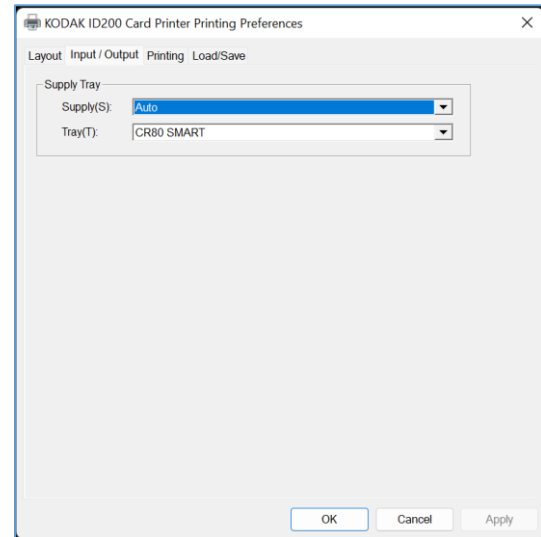 KODAK ID200 Card Printer Printing Preferences
Layout Input / Output Printing Load/Save
Supply Tray
Supply(S): Auto
Tray(T): CR80 SMART
OK Cancel Apply